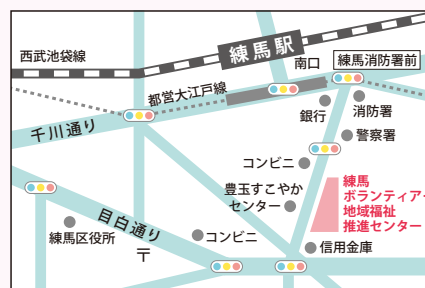 西武池袋線
練馬駅
南口
練馬消防署前
都営大江戸線
千川通り
銀行
消防署
警察署
コンビニ
豊玉すこやか
センター
練馬
ボランティア・
地域福祉
推進センター
目白通り
練馬区役所
〒
コンビニ
信用金庫